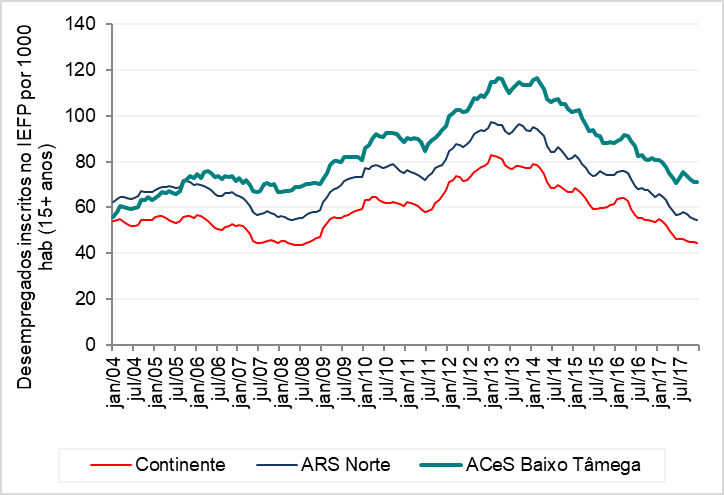 Desempregados inscritos no IEFP por 1000
hab (15+ anos)
140
120
100
80
60
40
20
0
jan/04
jul/04
jan/05
jul/05
jan/06
jul/06
jan/07
jul/07
jan/08
jul/08
jan/09
jul/09
jan/10
jul/10
jan/11
jul/11
jan/12
jul/12
jan/13
jul/13
jan/14
jul/14
jan/15
jul/15
jan/16
jul/16
jan/17
jul/17
Continente
ARS Norte
ACeS Baixo Tâmega